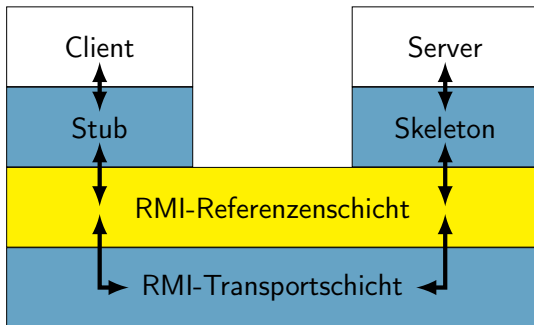 Client
Server
Stub
Skeleton
RMI-Referenzenschicht
RMI-Transportschicht